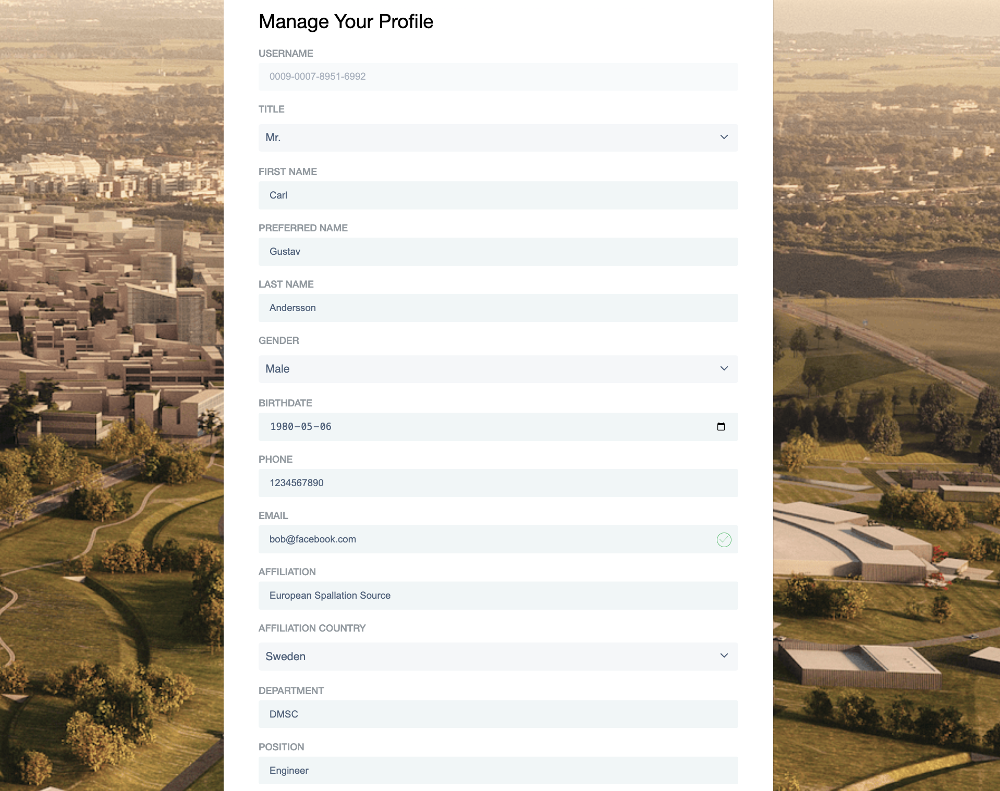 Manage Your Profile
USERNAME
0009-0007-8951-6992
TITLE
Mr.
FIRST NAME
Carl
PREFERRED NAME
Gustav
LAST NAME
Andersson
GENDER
Male
BIRTHDATE
1980-05-06
PHONE
1234567890
EMAIL
bob@facebook.com
AFFILIATION
European Spallation Source
AFFILIATION COUNTRY
Sweden
DEPARTMENT
DMSC
POSITION
Engineer